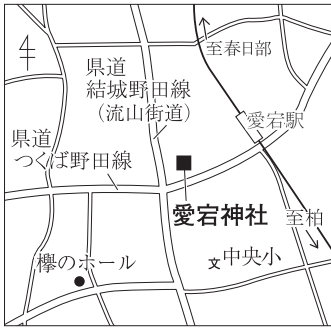 至春日部
県道
結城野田線
(流山街道)
愛宕駅
県道
つくば野田線
愛宕神社
至柏
欅のホール
文中央小